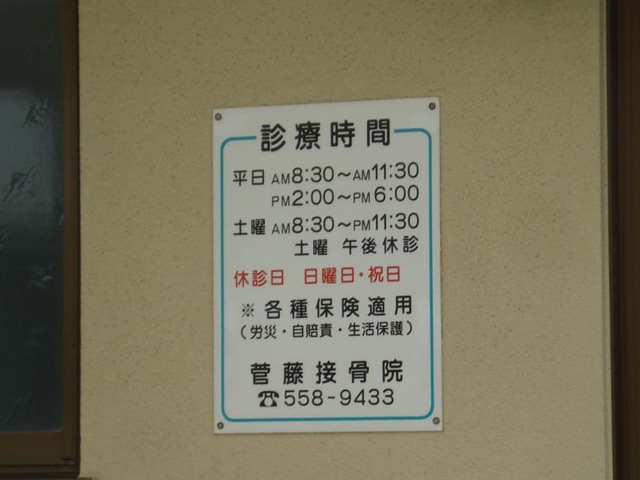 診療時間
平日 AM8:30〜AM11:30
PM2:00〜PM6:00
土曜 AM8:30〜PM11:30
土曜 午後休診
休診日 日曜日・祝日
※各種保険適用
(労災・自賠責・生活保護)
菅藤接骨院
☎558-9433